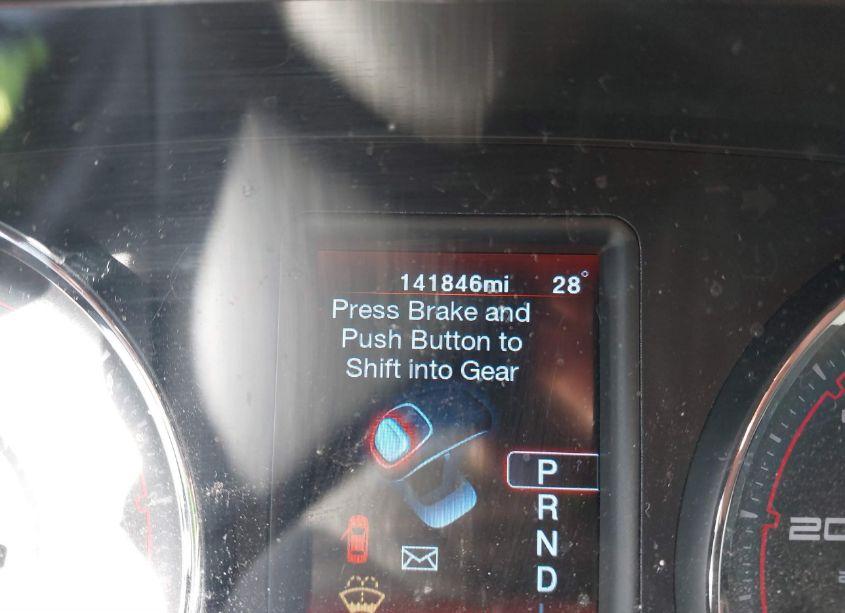 141846mi 28°
Press Brake and
Push Button to
Shift into Gear
P
R
N
D